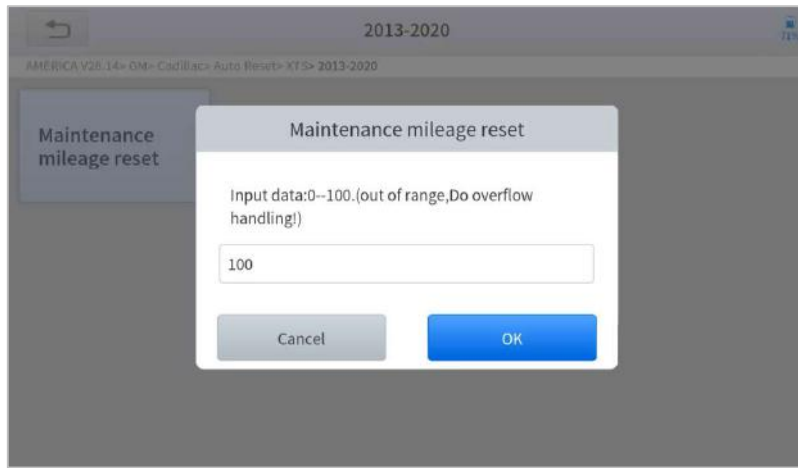 2013-2020
AMERICA V28.14> GM> Cadillac> Auto Reset> XTS> 2013-2020
Maintenance
mileage reset
Maintenance mileage reset
Input data:0--100.(out of range,Do overflow
handling!)
100
Cancel
OK